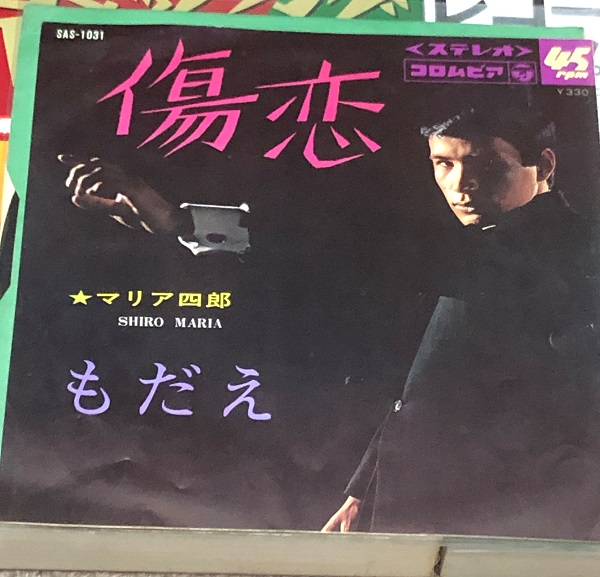 SAS-1031
<ステレオ>
コロムビア
45
rpm
¥330
傷恋
★マリア四郎
SHIRO MARIA
もだえ